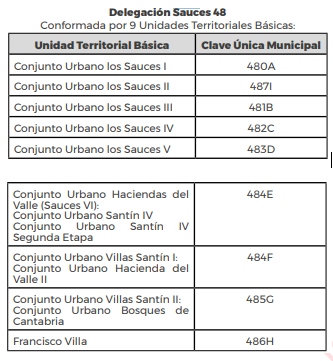 Delegación Sauces 48
Conformada por 9 Unidades Territoriales Básicas:
Unidad Territorial Básica Clave Única Municipal
Conjunto Urbano los Sauces I 480A
Conjunto Urbano los Sauces II 487I
Conjunto Urbano los Sauces III 481B
Conjunto Urbano los Sauces IV 482C
Conjunto Urbano los Sauces V 483D
Conjunto Urbano Haciendas del 484E
Valle (Sauces VI):
Conjunto Urbano Santín IV
Conjunto Urbano Santín IV
Segunda Etapa
Conjunto Urbano Villas Santín I: 484F
Conjunto Urbano Hacienda del
Valle II
Conjunto Urbano Villas Santín II: 485G
Conjunto Urbano Bosques de
Cantabria
Francisco Villa 486H